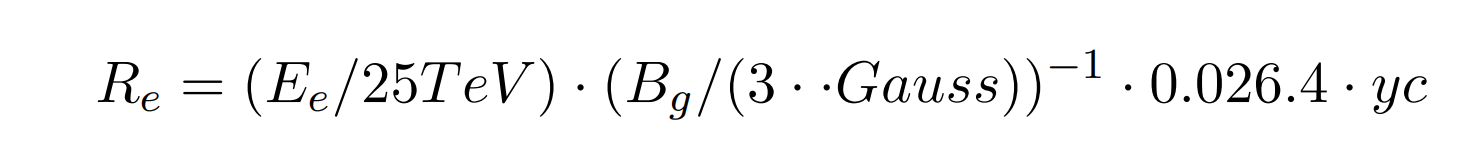 R_e = (E_e/25TeV) · (B_g/(3 · ·Gauss))^{-1} · 0.026.4 · yc